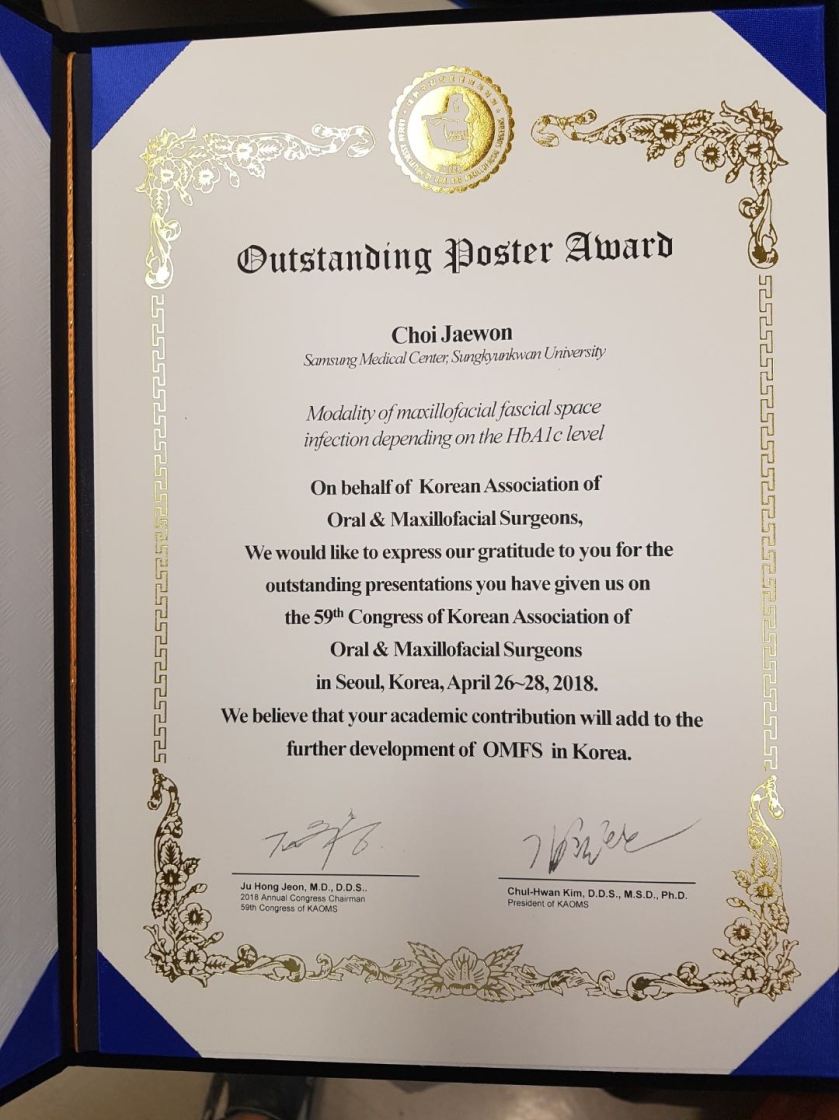 Outstanding Poster Award
Choi Jaewon
Samsung Medical Center, Sungkyunkwan University
Modality of maxillofacial fascial space
infection depending on the HbA1c level
On behalf of Korean Association of
Oral & Maxillofacial Surgeons,
We would like to express our gratitude to you for the
outstanding presentations you have given us on
the 59th Congress of Korean Association of
Oral & Maxillofacial Surgeons
in Seoul, Korea, April 26~28, 2018.
We believe that your academic contribution will add to the
further development of OMFS in Korea.
Ju Hong Jeon, M.D., D.D.S..
2018 Annual Congress Chairman
59th Congress of KAOMS
Chul-Hwan Kim, D.D.S., M.S.D., Ph.D.
President of KAOMS